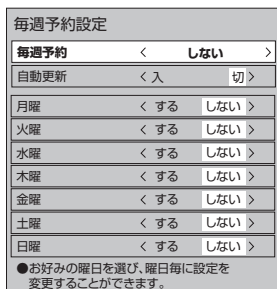 毎週予約設定
毎週予約 < しない >
自動更新 < 入 切 >
月曜 < する しない >
火曜 < する しない >
水曜 < する しない >
木曜 < する しない >
金曜 < する しない >
土曜 < する しない >
日曜 < する しない >
●お好みの曜日を選び、曜日毎に設定を
変更することができます。